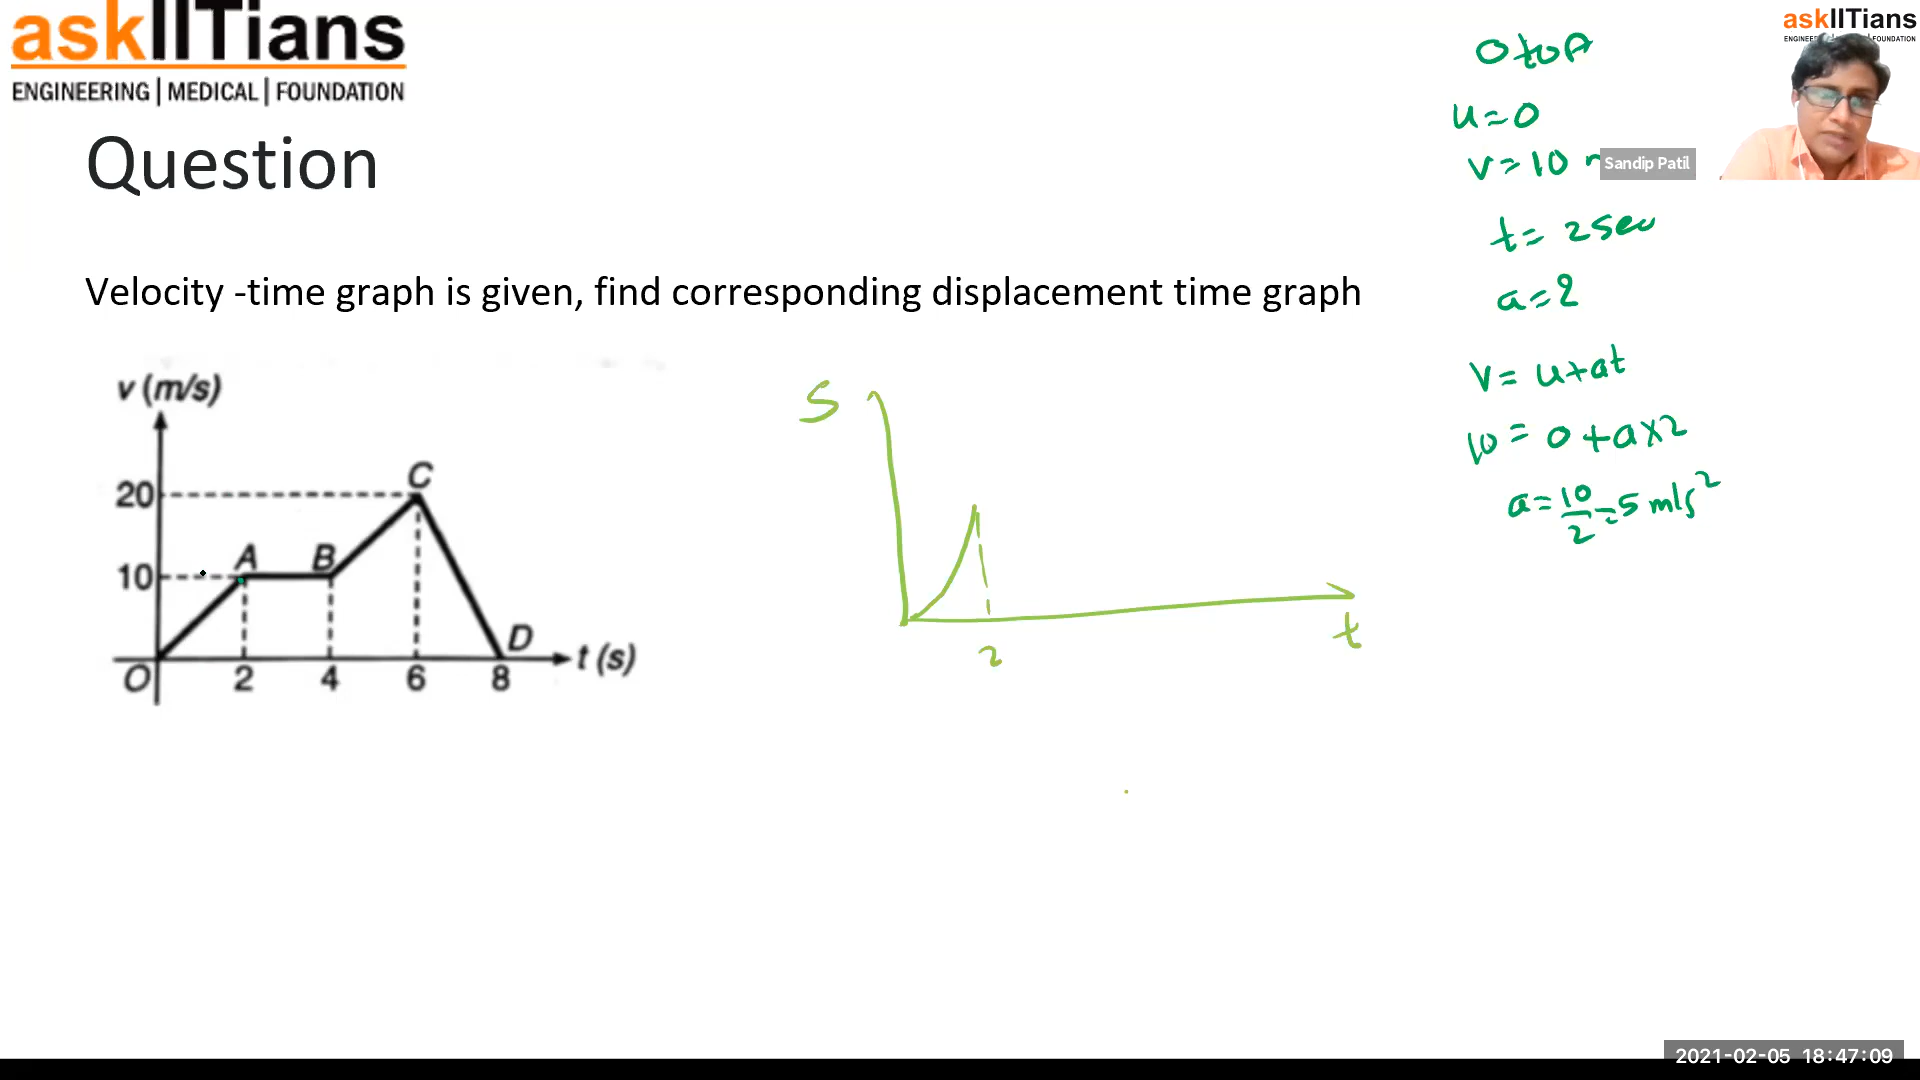 askIITians
ENGINEERING | MEDICAL | FOUNDATION
Question
Velocity -time graph is given, find corresponding displacement time graph
v (m/s)
20
10
A
B
C
D
O
2
4
6
8
t (s)
S
2
t
O to A
u=0
v=10
t= 2sec
a=?
v= u+at
10= 0+a×2
a=10/2=5 m/s²
askIITians
FOUNDATION
Sandip Patil
2021-02-05 18:47:09